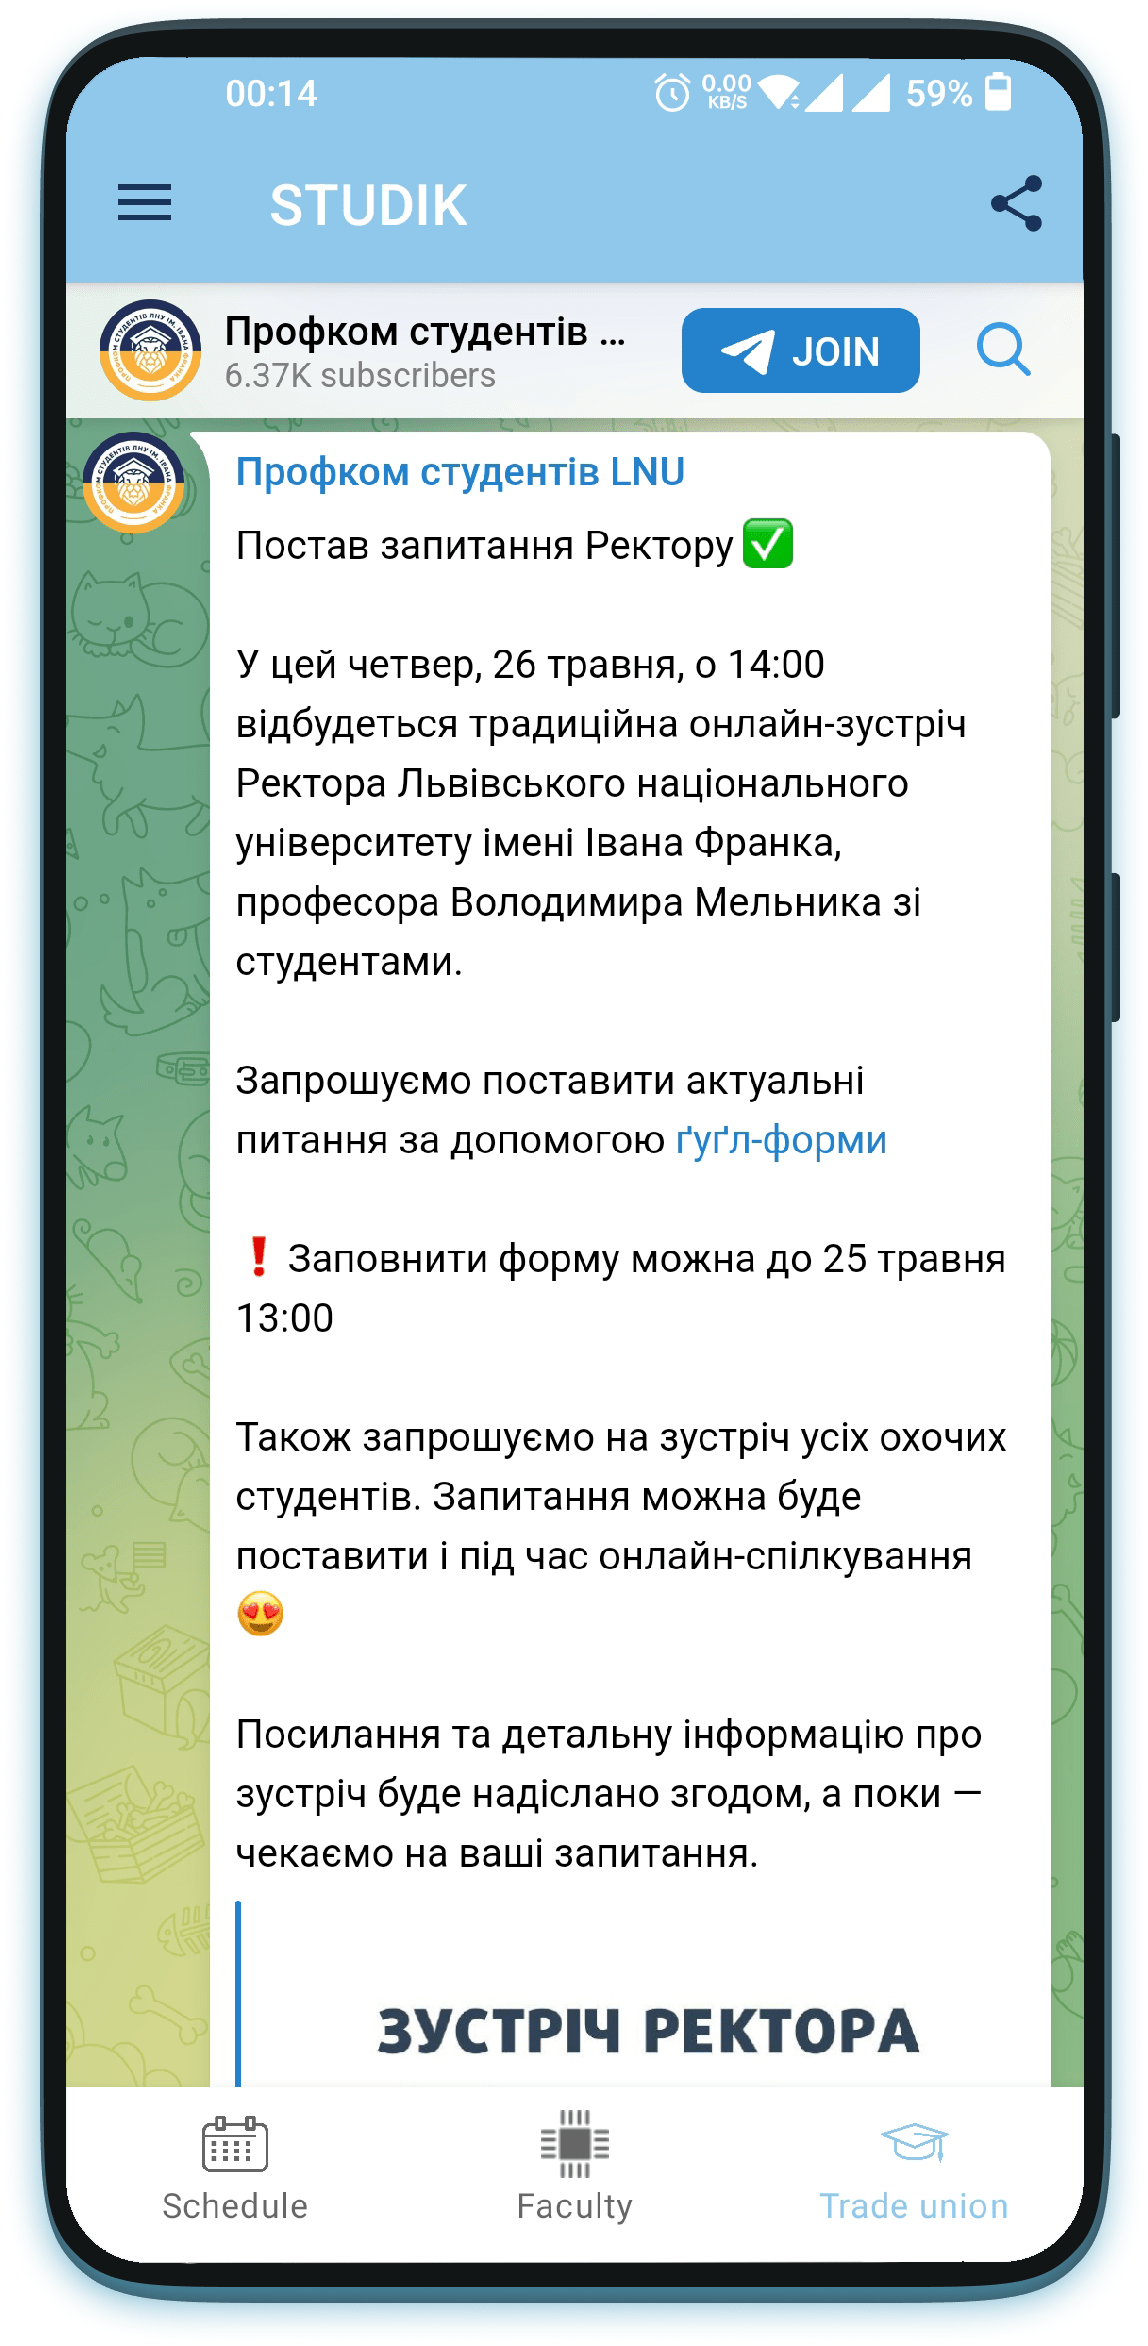 00:14
0.00
KB/S
59%
STUDIK
Профком студентів ...
6.37K subscribers
JOIN
Профком студентів LNU
Постав запитання Ректору ✅
У цей четвер, 26 травня, о 14:00
відбудеться традиційна онлайн-зустріч
Ректора Львівського національного
університету імені Івана Франка,
професора Володимира Мельника зі
студентами.
Запрошуємо поставити актуальні
питання за допомогою ґуґл-форми
❗ Заповнити форму можна до 25 травня
13:00
Також запрошуємо на зустріч усіх охочих
студентів. Запитання можна буде
поставити і під час онлайн-спілкування
😍
Посилання та детальну інформацію про
зустріч буде надіслано згодом, а поки —
чекаємо на ваші запитання.
ЗУСТРІЧ РЕКТОРА
Schedule
Faculty
Trade union